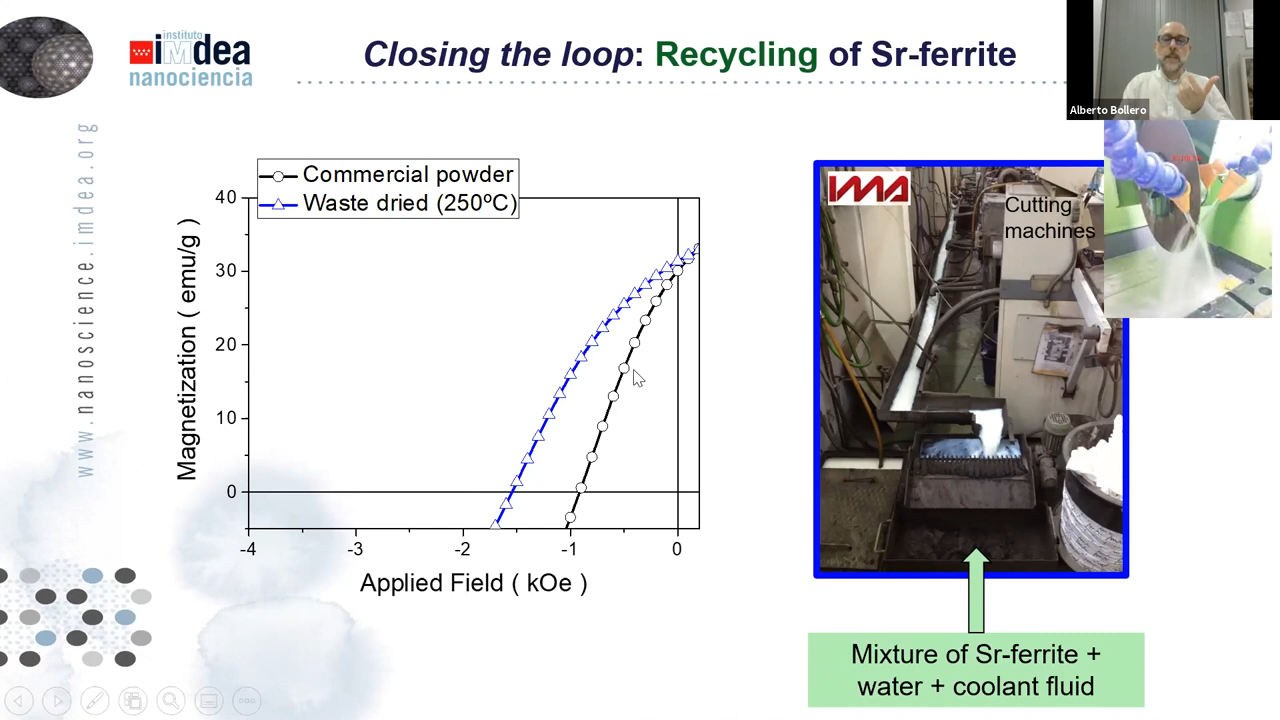 instituto
imdea
nanociencia
Closing the loop: Recycling of Sr-ferrite
Alberto Bollero
www.nanoscience.imdea.org
Commercial powder
Waste dried (250ºC)
Magnetization ( emu/g )
40
30
20
10
0
-4
-3
-2
-1
0
Applied Field ( kOe )
IMA
Cutting
machines
Mixture of Sr-ferrite +
water + coolant fluid